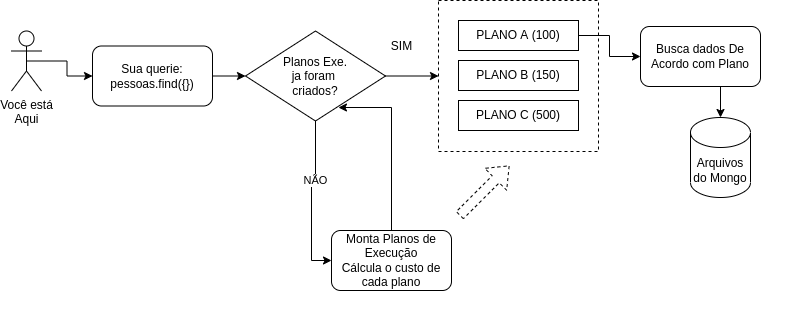 Você está
Aqui
Sua querie:
pessoas.find({})
Planos Exe.
ja foram
criados?
SIM
NÃO
Monta Planos de
Execução
Cálcula o custo de
cada plano
PLANO A (100)
PLANO B (150)
PLANO C (500)
Busca dados De
Acordo com Plano
Arquivos
do Mongo